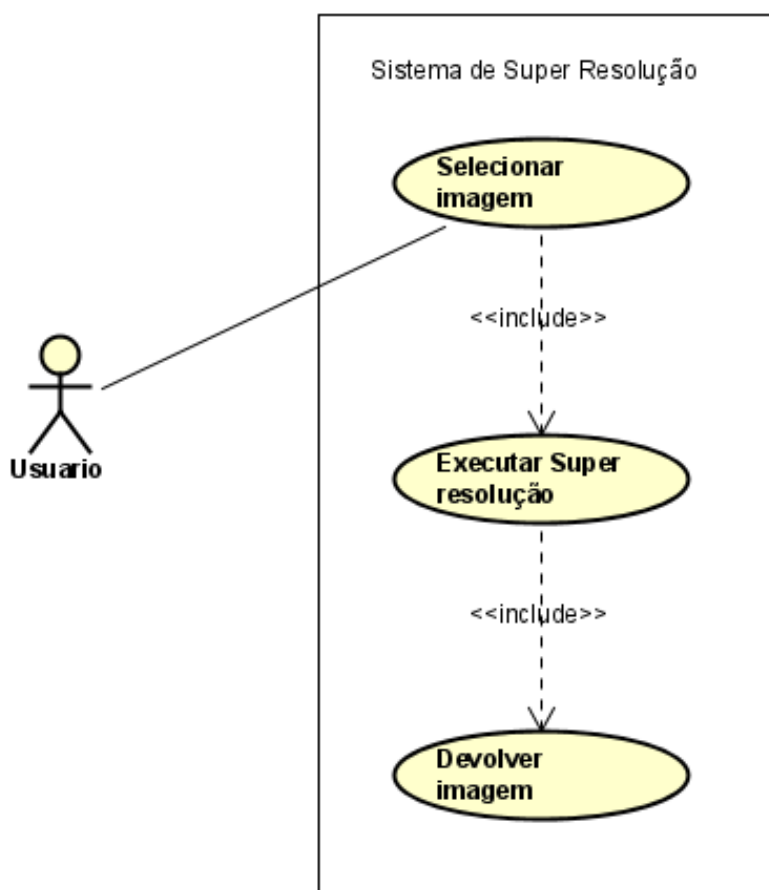 Sistema de Super Resolução
Selecionar
imagem
<<include>>
Usuario
Executar Super
resolução
<<include>>
Devolver
imagem